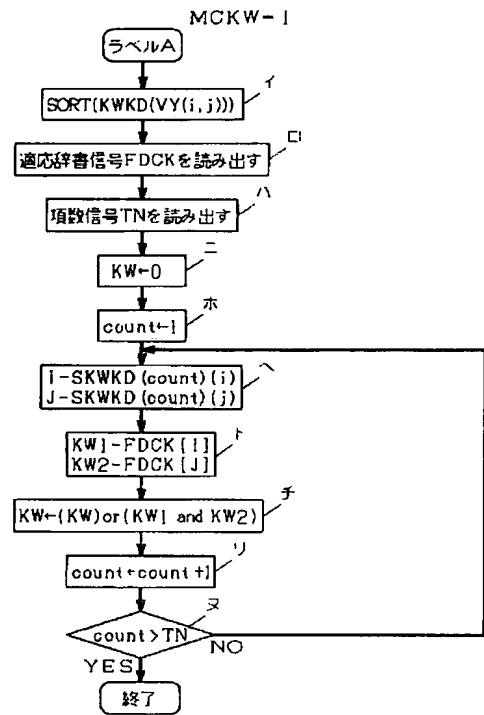 MCKW-1
ラベルA
イ
SORT(KWKD(VY(i,j)))
ロ
適応辞書信号FDCKを読み出す
ハ
項数信号TNを読み出す
ニ
KW←0
ホ
count←1
ヘ
i-SKWKD(count)(i)
J-SKWKD(count)(j)
ト
KW1-FDCK[I]
KW2-FDCK[J]
チ
KW←(KW)or(KW1 and KW2)
リ
count←count+1
ヌ
count>TN
NO
YES
終了